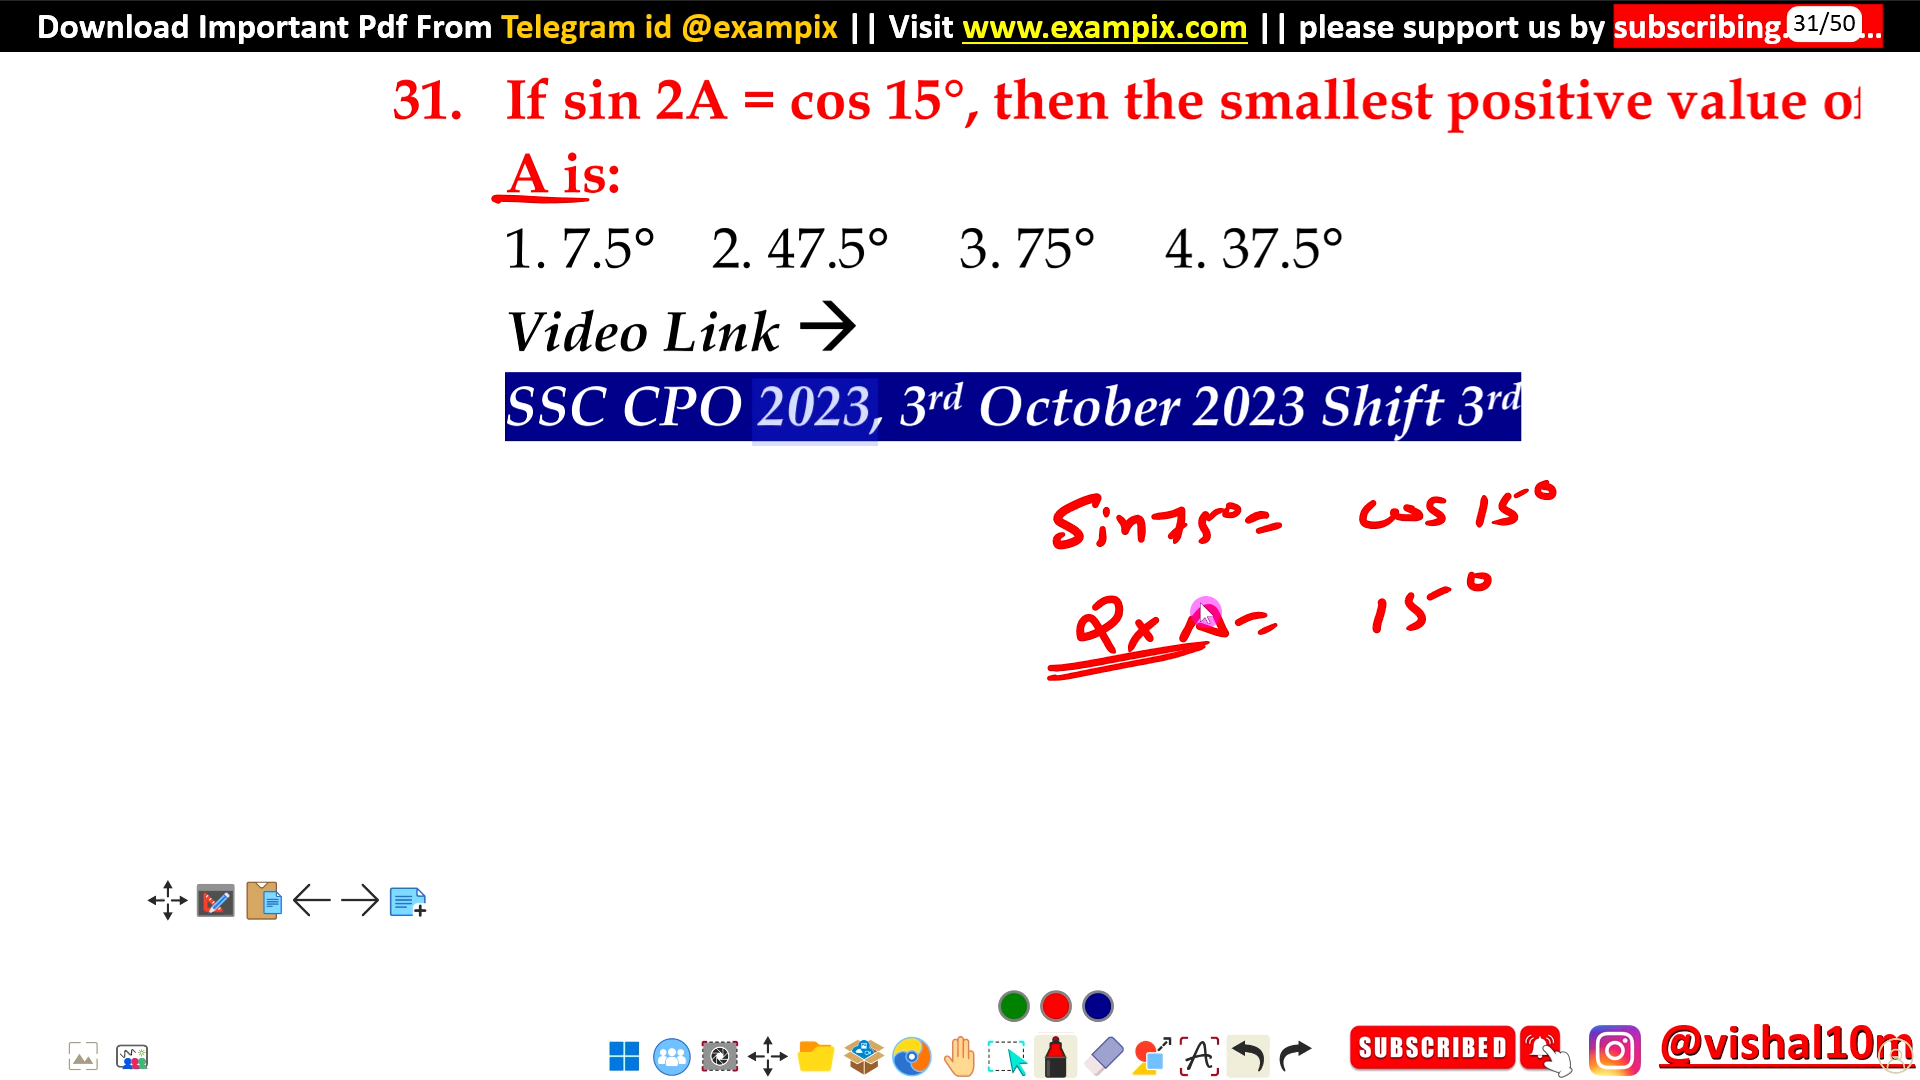 Download Important Pdf From Telegram id @exampix || Visit www.exampix.com || please support us by subscribing.
31/50
31. If sin 2A = cos 15°, then the smallest positive value of
A is:
1. 7.5° 2. 47.5° 3. 75° 4. 37.5°
Video Link →
SSC CPO 2023, 3rd October 2023 Shift 3rd
Sin 75° = cos 15°
2 × A = 15°
SUBSCRIBED @vishal10m